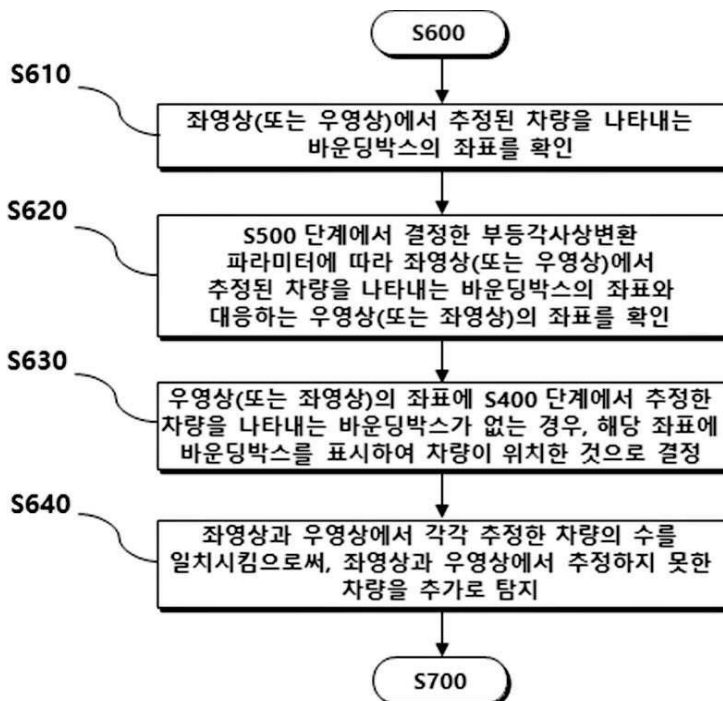 S600
S610
좌영상(또는 우영상)에서 추정된 차량을 나타내는
바운딩박스의 좌표를 확인
S620
S500 단계에서 결정한 부등각사상변환
파라미터에 따라 좌영상(또는 우영상)에서
추정된 차량을 나타내는 바운딩박스의 좌표와
대응하는 우영상(또는 좌영상)의 좌표를 확인
S630
우영상(또는 좌영상)의 좌표에 S400 단계에서 추정한
차량을 나타내는 바운딩박스가 없는 경우, 해당 좌표에
바운딩박스를 표시하여 차량이 위치한 것으로 결정
S640
좌영상과 우영상에서 각각 추정한 차량의 수를
일치시킴으로써, 좌영상과 우영상에서 추정하지 못한
차량을 추가로 탐지
S700